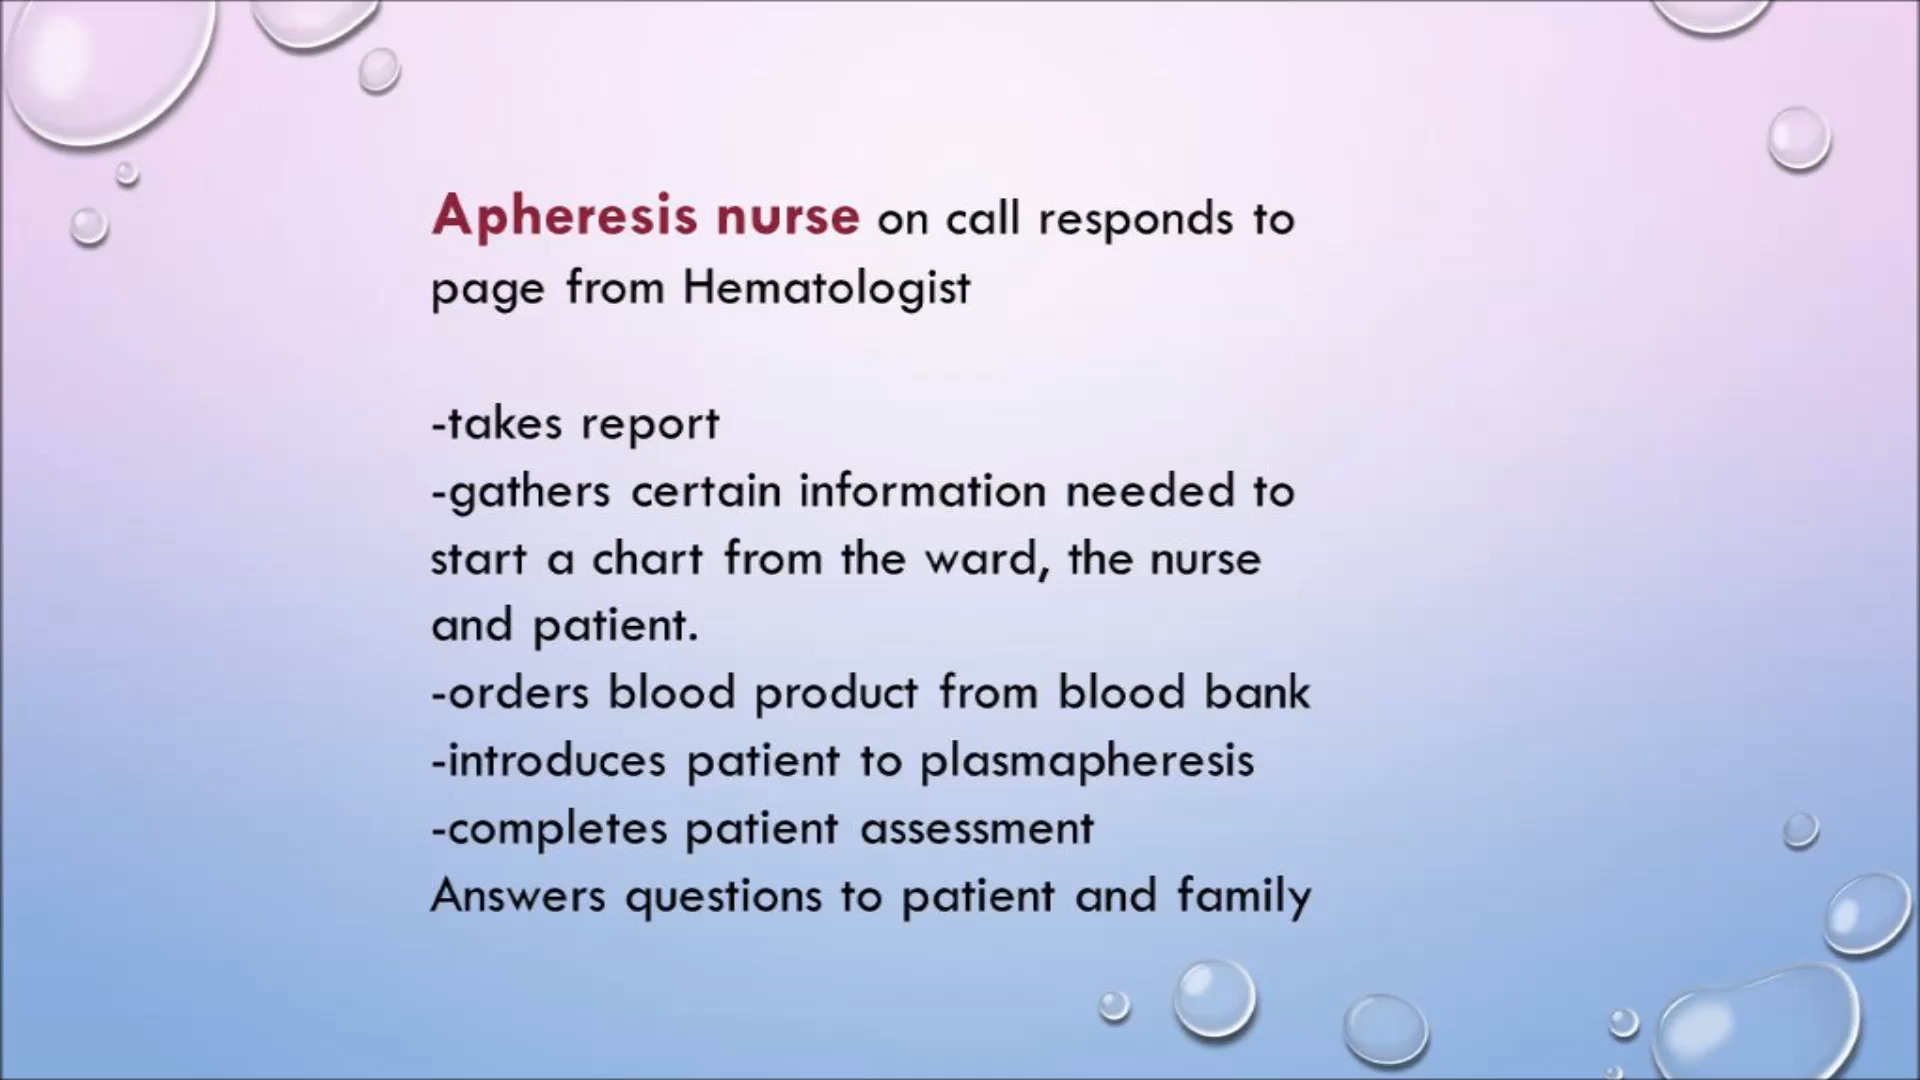 Apheresis nurse on call responds to
page from Hematologist
-takes report
-gathers certain information needed to
start a chart from the ward, the nurse
and patient.
-orders blood product from blood bank
-introduces patient to plasmapheresis
-completes patient assessment
Answers questions to patient and family